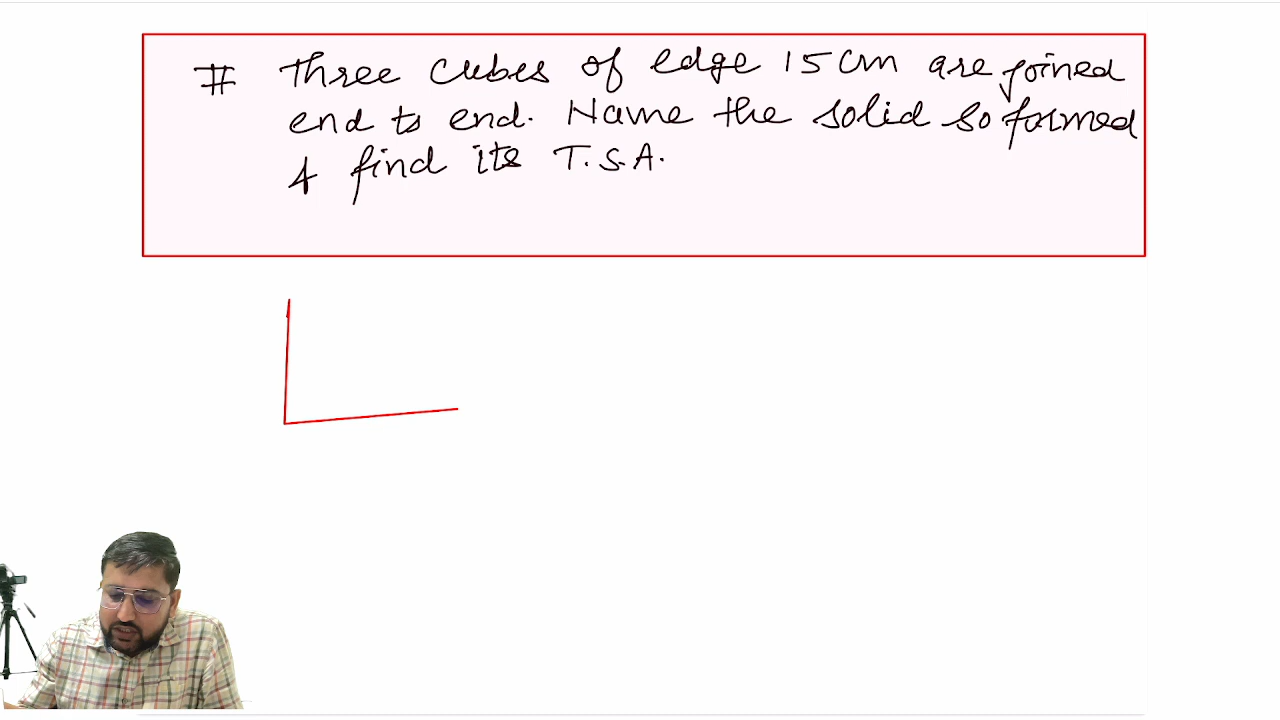 # Three cubes of edge 15 cm are joined
end to end. Name the solid so formed
& find its T.S.A.